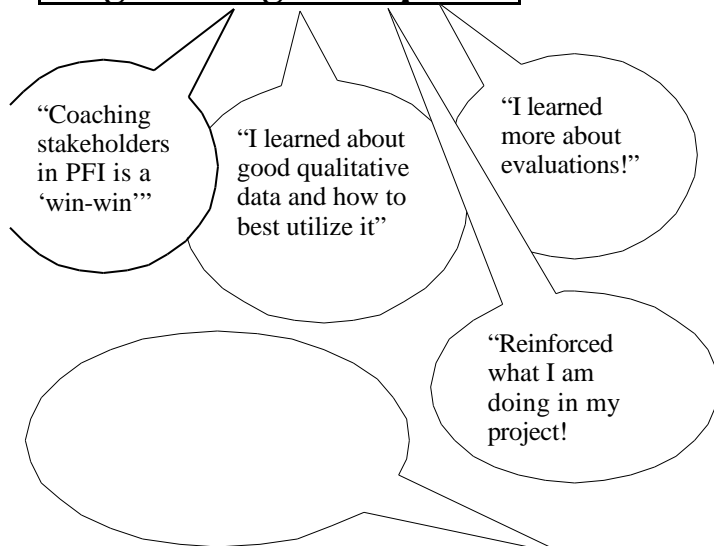 “Coaching
stakeholders
in PFI is a
‘win-win’”
“I learned about
good qualitative
data and how to
best utilize it”
“I learned
more about
evaluations!”
“Reinforced
what I am
doing in my
project!